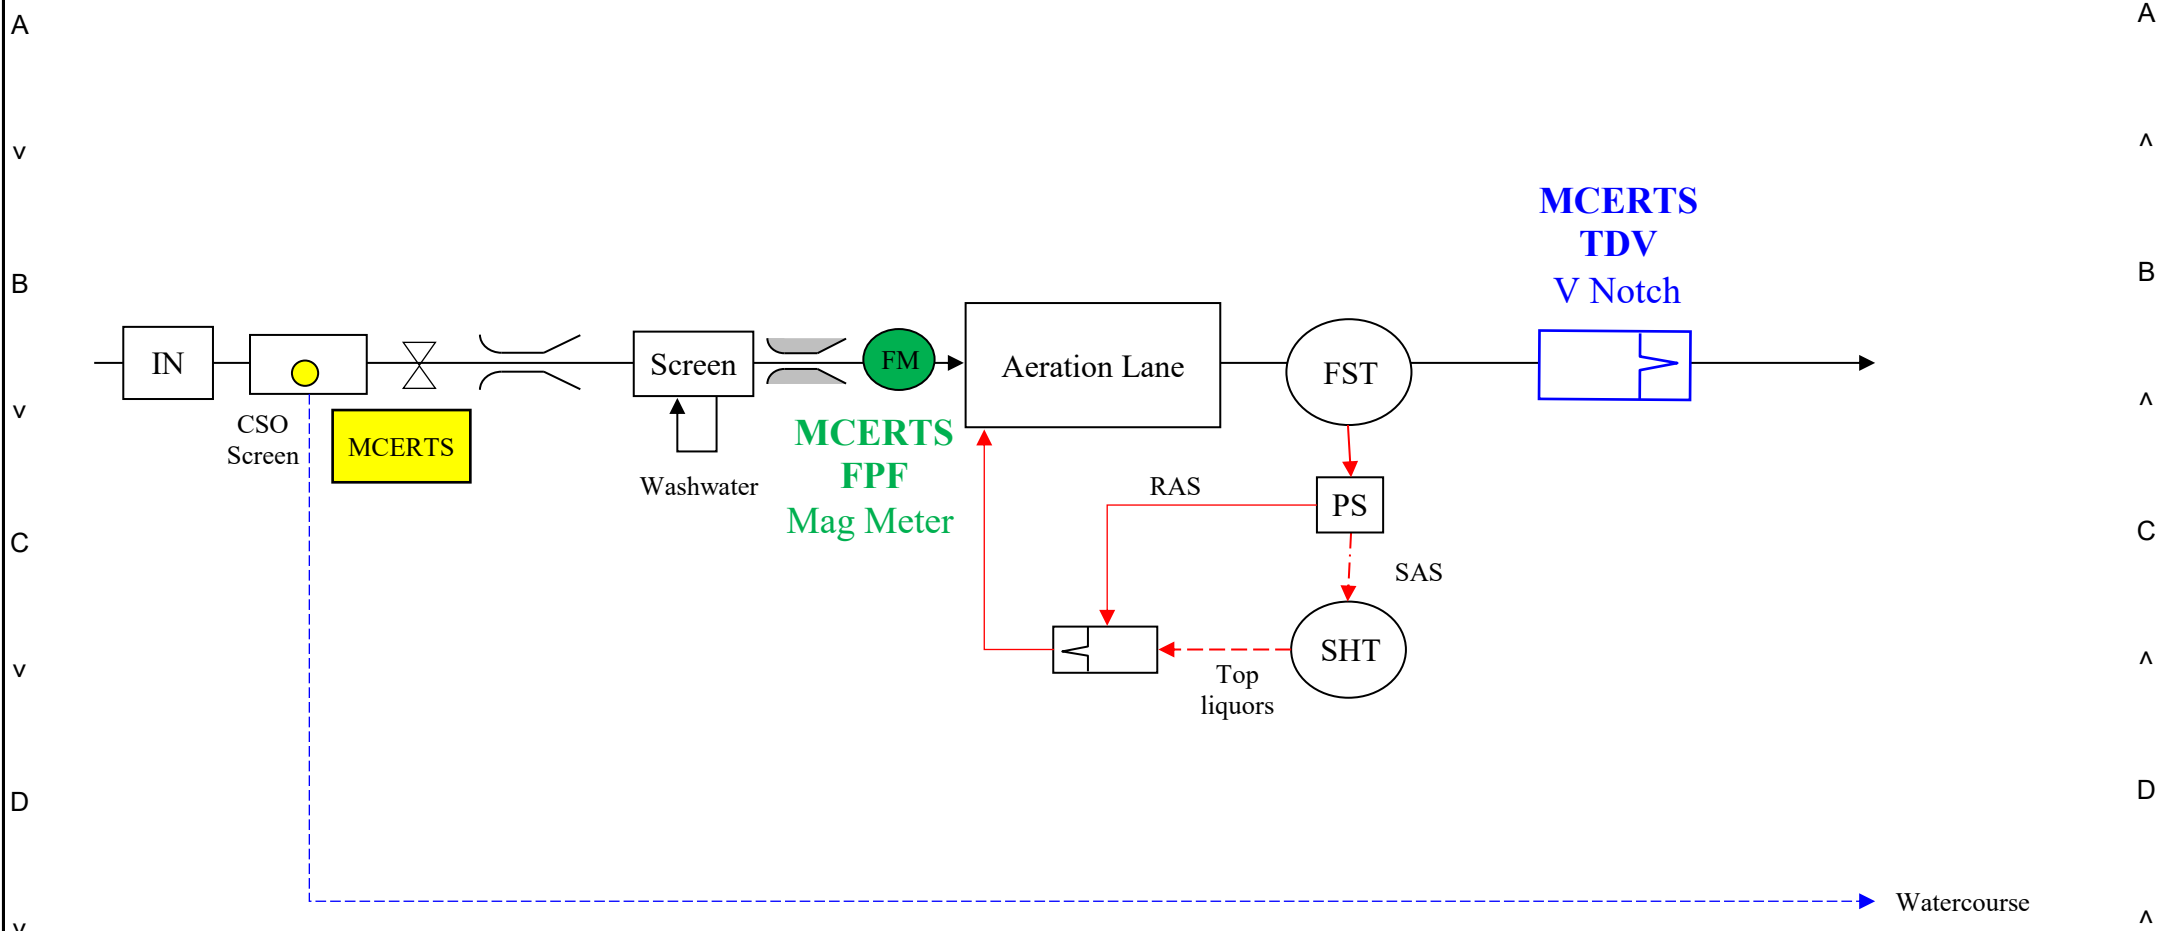 A
A
v
^
MCERTS
TDV
V Notch
B
B
IN
Screen
FM
Aeration Lane
FST
v
^
CSO
Screen
MCERTS
MCERTS
FPF
Mag Meter
Washwater
RAS
PS
C
C
SAS
SHT
v
^
Top
liquors
D
D
Watercourse
v
^